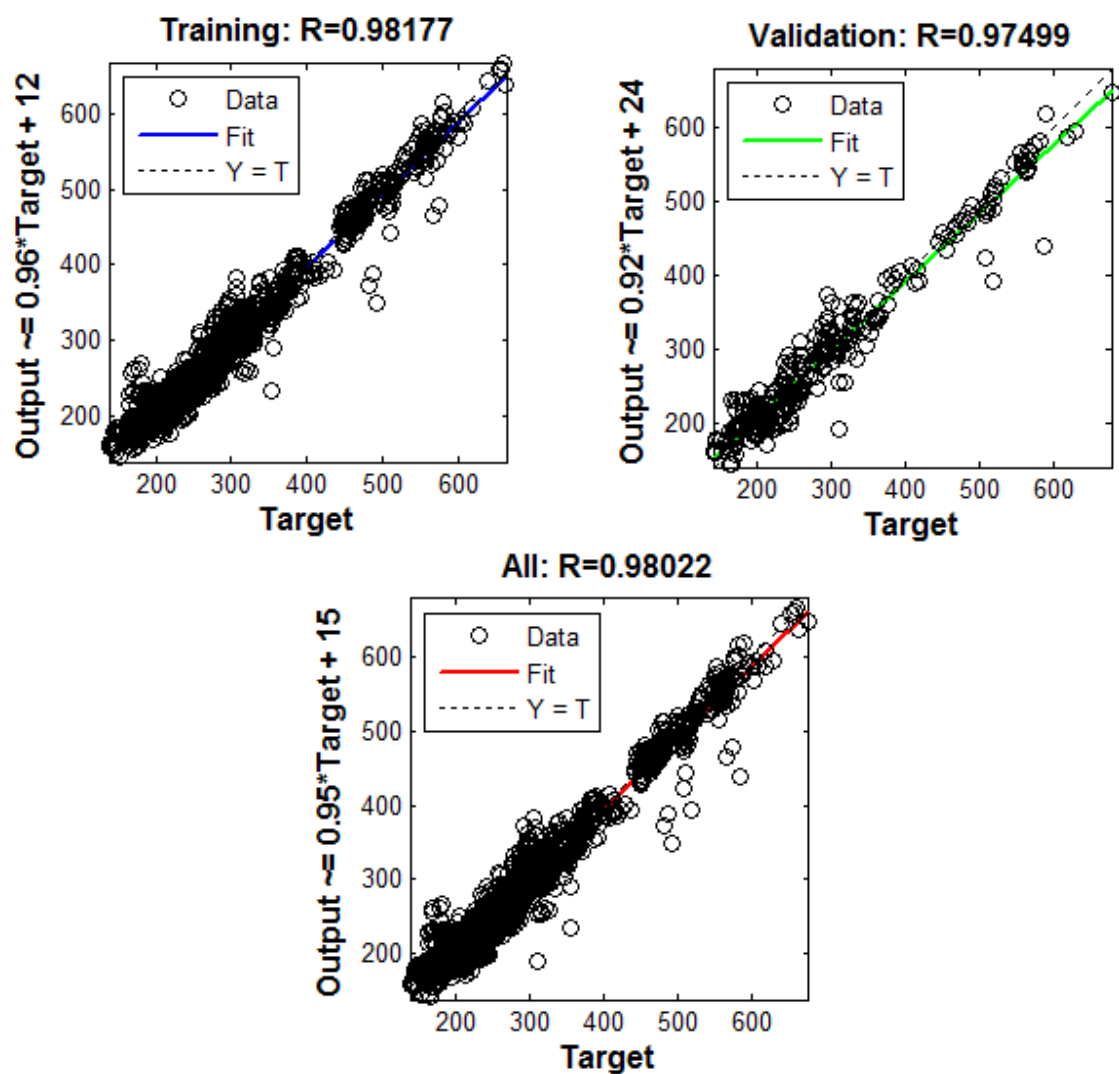 Training: R=0.98177
Output ~= 0.96*Target + 12
Data
Fit
Y = T
600
500
400
300
200
200 300 400 500 600
Target
Validation: R=0.97499
Output ~= 0.92*Target + 24
Data
Fit
Y = T
600
500
400
300
200
200 300 400 500 600
Target
All: R=0.98022
Output ~= 0.95*Target + 15
Data
Fit
Y = T
600
500
400
300
200
200 300 400 500 600
Target